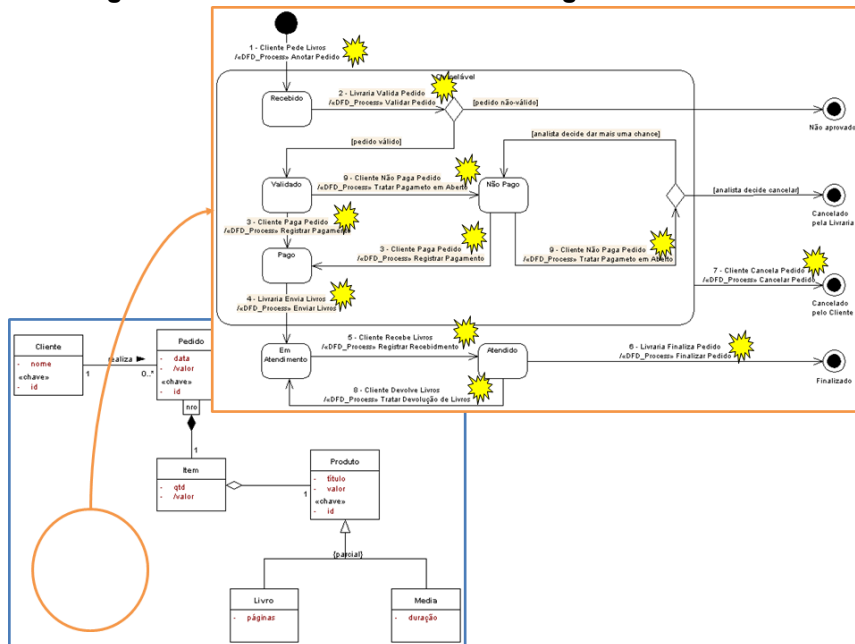 1 - Cliente Pede Livros
/«DFD_Process» Anotar Pedido
Recebido
2 - Livraria Valida Pedido
/«DFD_Process» Validar Pedido
[pedido não-válido]
Não aprovado
[pedido válido]
[analista decide dar mais uma chance]
Validado
9 - Cliente Não Paga Pedido
/«DFD_Process» Tratar Pagameto em Aberto
Não Pago
[analista decide cancelar]
Cancelado
pela Livraria
3 - Cliente Paga Pedido
/«DFD_Process» Registrar Pagamento
Pago
3 - Cliente Paga Pedido
/«DFD_Process» Registrar Pagamento
9 - Cliente Não Paga Pedido
/«DFD_Process» Tratar Pagameto em Aberto
7 - Cliente Cancela Pedido
/«DFD_Process» Cancelar Pedido
Cancelado
pelo Cliente
4 - Livraria Envia Livros
/«DFD_Process» Enviar Livros
Em
Atendimento
5 - Cliente Recebe Livros
/«DFD_Process» Registrar Recebidmento
Atendido
6 - Livraria Finaliza Pedido
/«DFD_Process» Finalizar Pedido
Finalizado
8 - Cliente Devolve Livros
/«DFD_Process» Tratar Devolução de Livros
Cliente
- nome
«chave»
- id
realiza
1
0..*
Pedido
- data
- /valor
«chave»
- id
nro
1
Item
- qtd
- /valor
1
Produto
- título
- valor
«chave»
- id
{parcial}
Livro
- páginas
Media
- duração